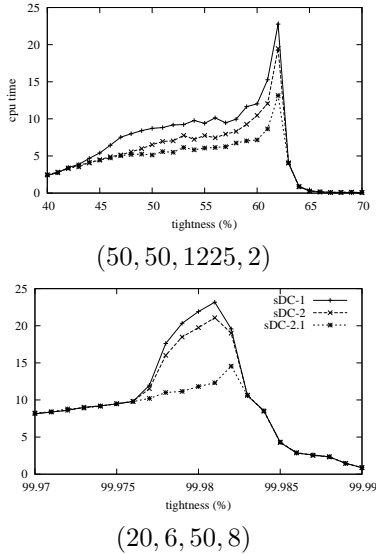 25
20
15
10
5
0
cpu time
40 45 50 55 60 65 70
tightness (%)
(50, 50, 1225, 2)
25
20
15
10
5
0
sDC-1
sDC-2
sDC-2.1
99.97 99.975 99.98 99.985 99.99
tightness (%)
(20, 6, 50, 8)